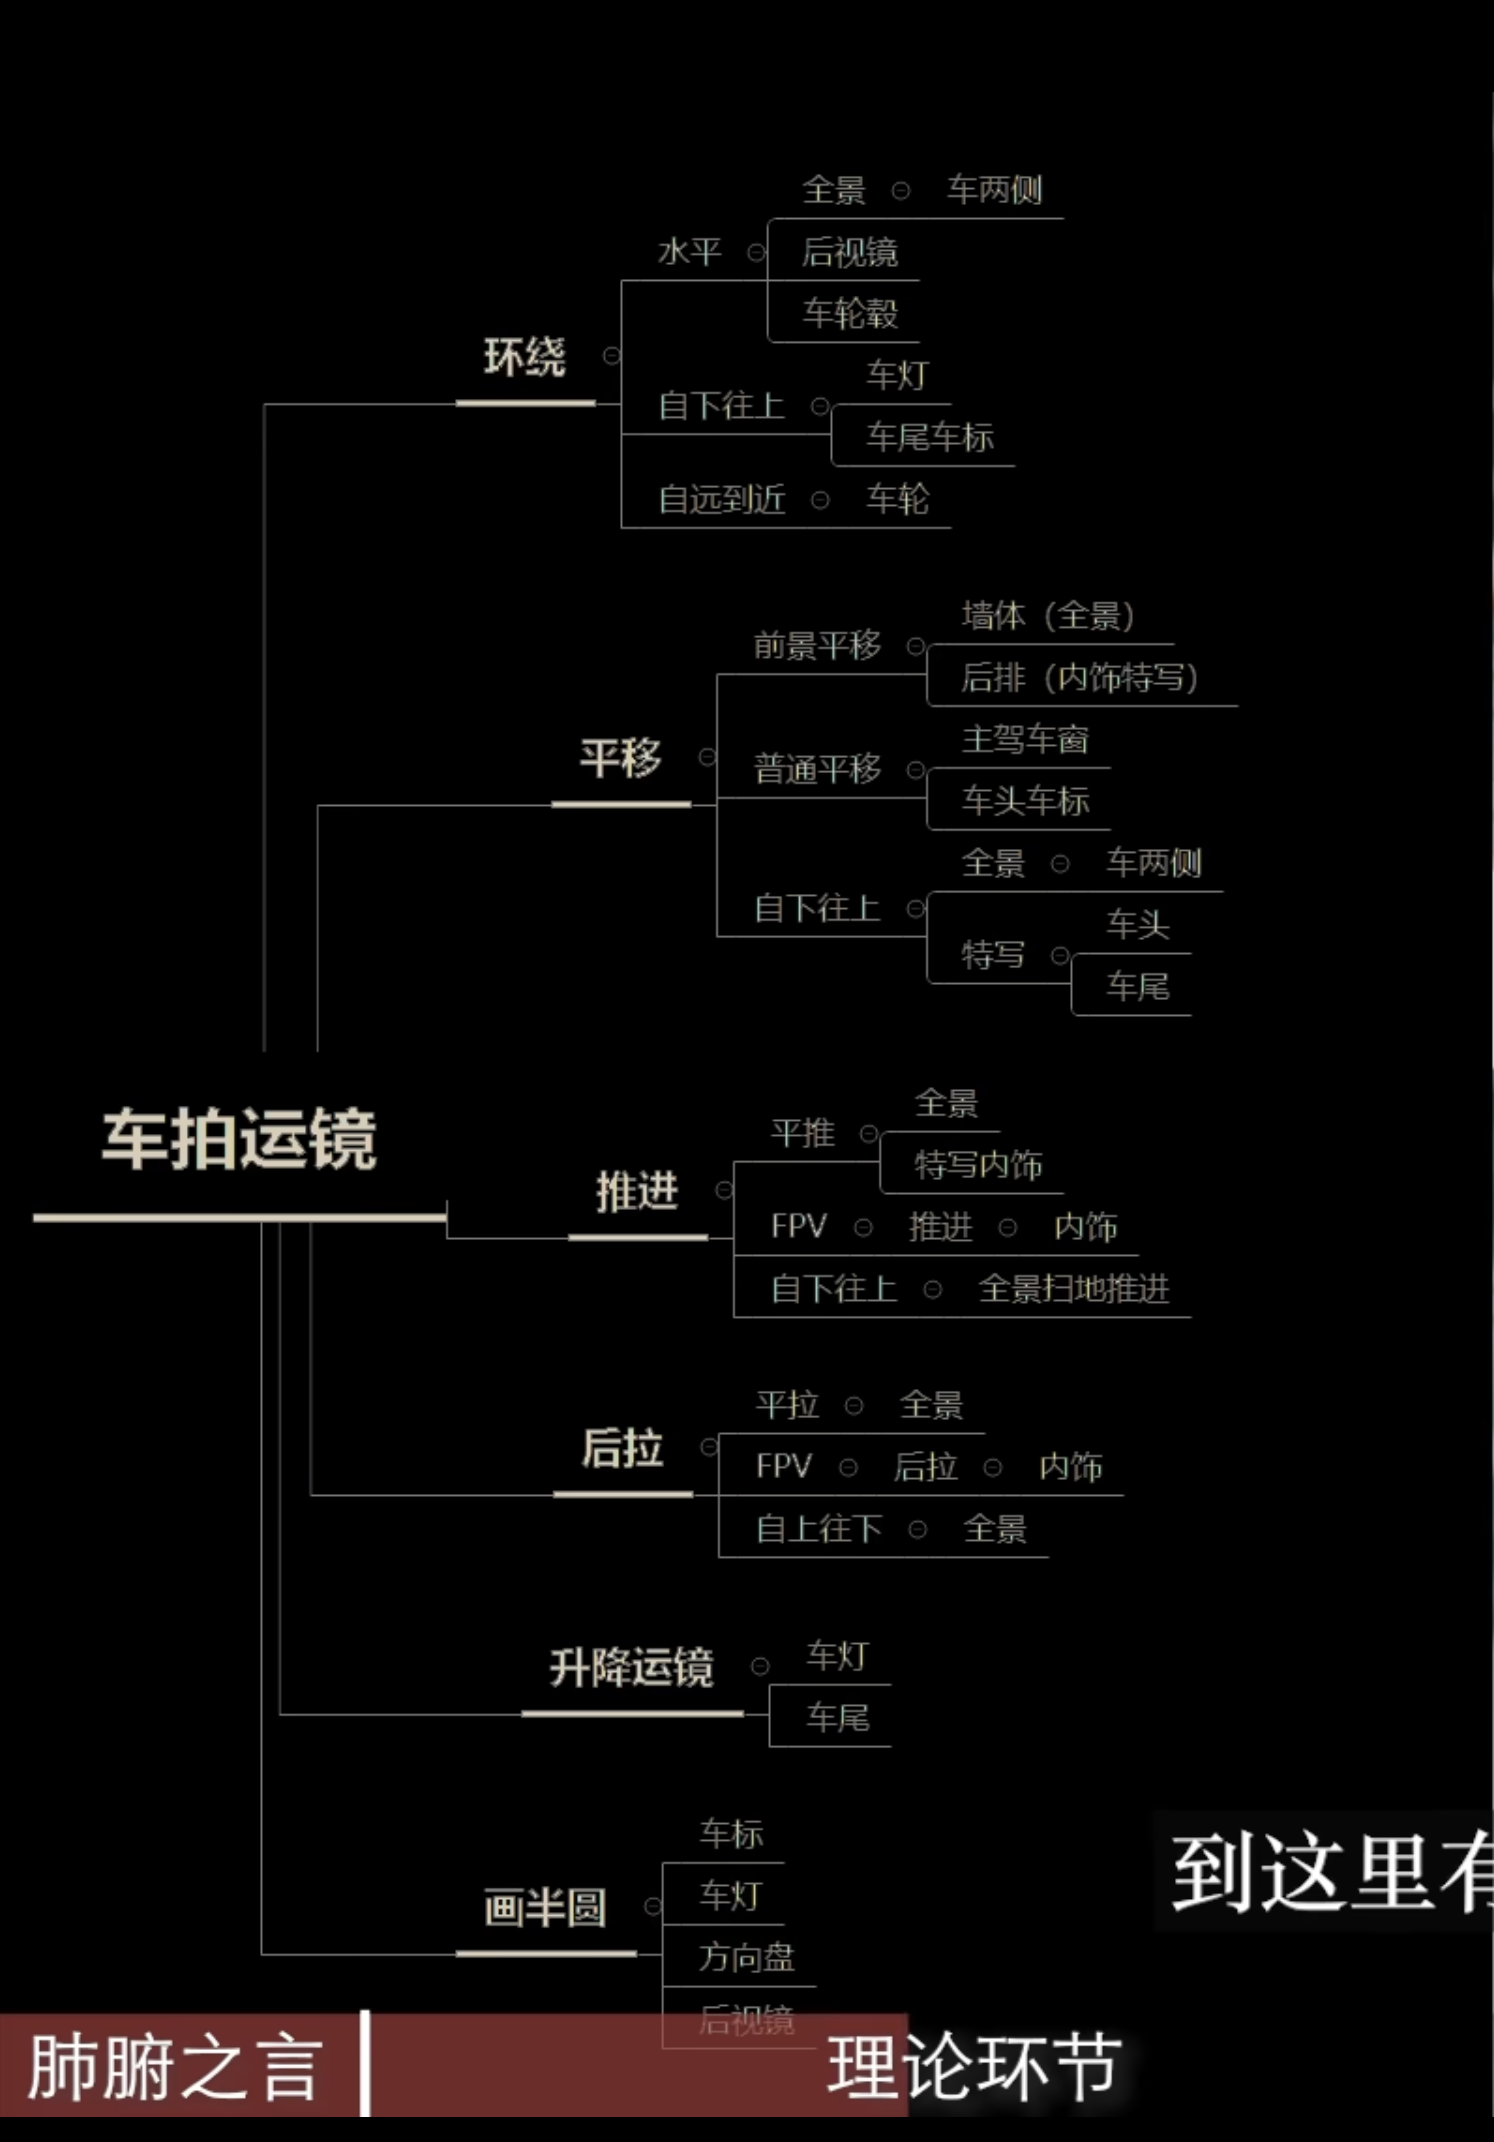 全景 车两侧
水平
后视镜
车轮毂
环绕
车灯
自下往上
车尾车标
自远到近 车轮
墙体（全景）
前景平移
后排（内饰特写）
主驾车窗
平移
普通平移
车头车标
全景 车两侧
自下往上
车头
特写
车尾
全景
车拍运镜
平推
特写内饰
推进
FPV 推进 内饰
自下往上 全景扫地推进
平拉 全景
后拉
FPV 后拉 内饰
自上往下 全景
车灯
升降运镜
车尾
车标
到这里有
车灯
画半圆
方向盘
后视镜
肺腑之言 理论环节